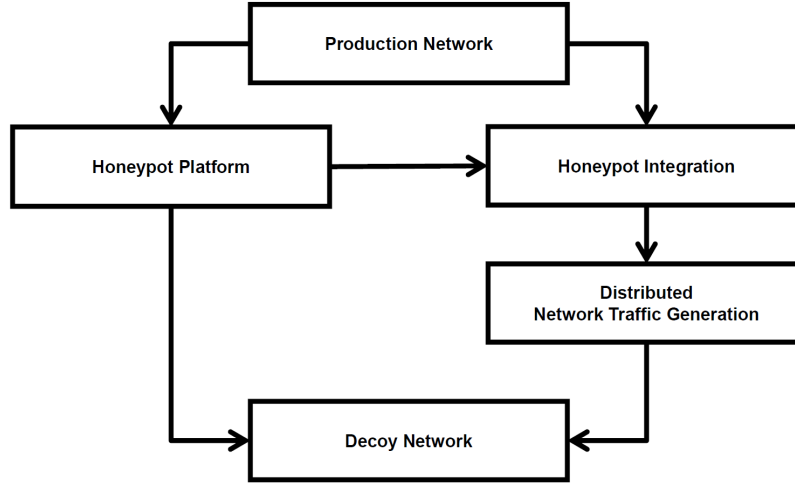 Production Network
Honeypot Platform
Honeypot Integration
Distributed
Network Traffic Generation
Decoy Network